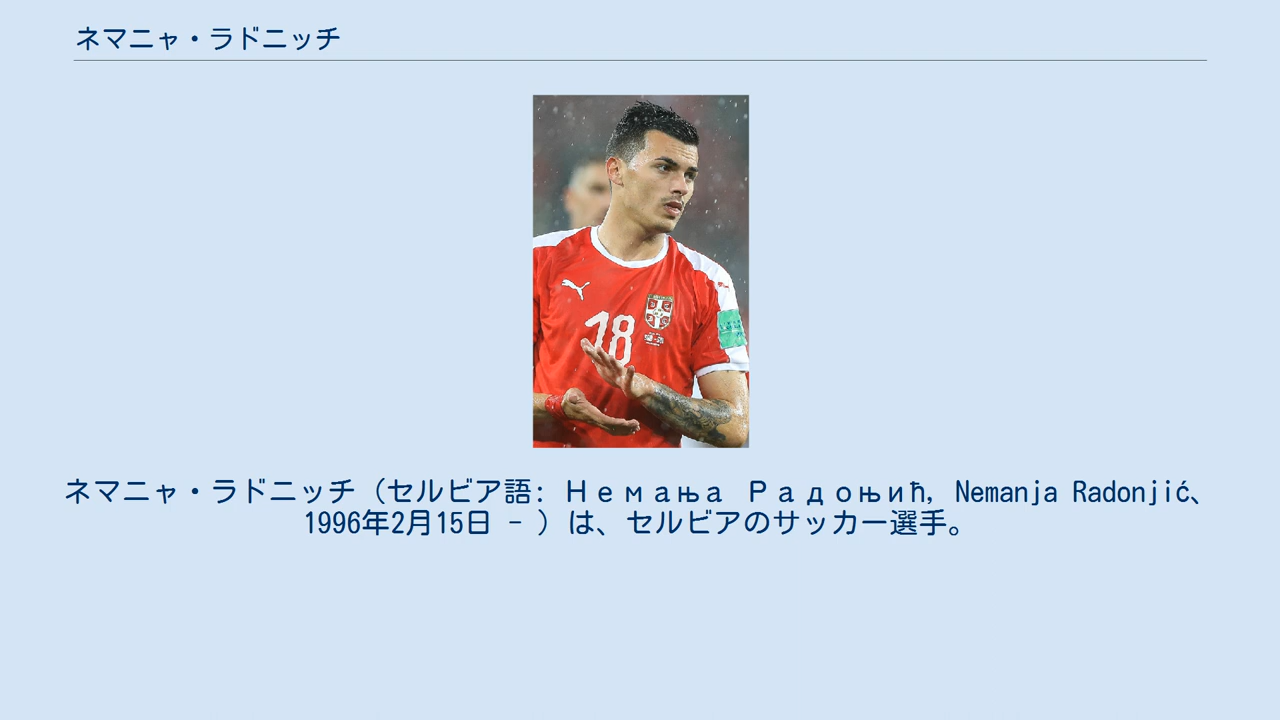 ネマニャ・ラドニッチ
18
ネマニャ・ラドニッチ（セルビア語: Немања Радоњић, Nemanja Radonjić、
1996年2月15日 - ）は、セルビアのサッカー選手。